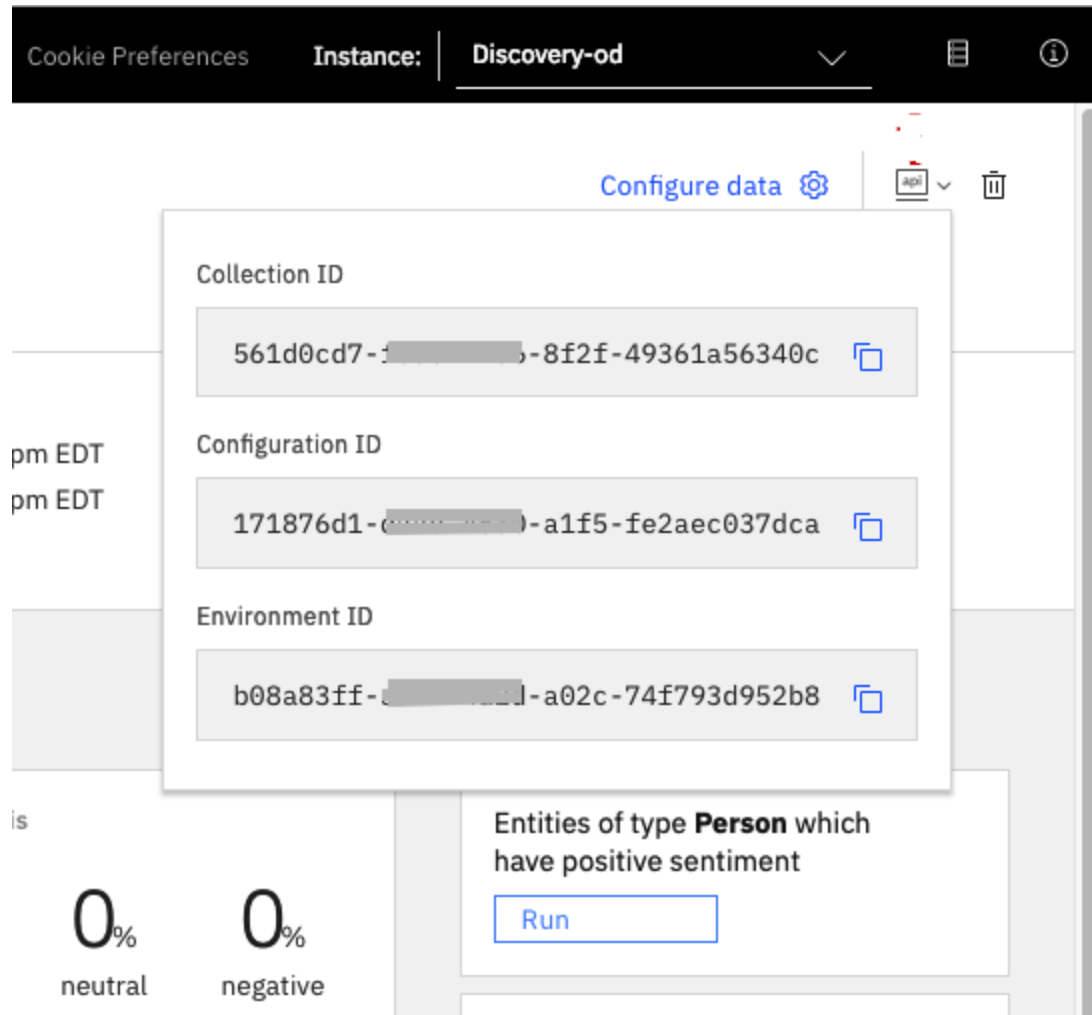 Cookie Preferences Instance: Discovery-od
Configure data api
Collection ID
561d0cd7- -8f2f-49361a56340c
pm EDT
Configuration ID
pm EDT
171876d1- -a1f5-fe2aec037dca
Environment ID
b08a83ff- -a02c-74f793d952b8
is
Entities of type Person which
have positive sentiment
0% 0%
Run
neutral negative